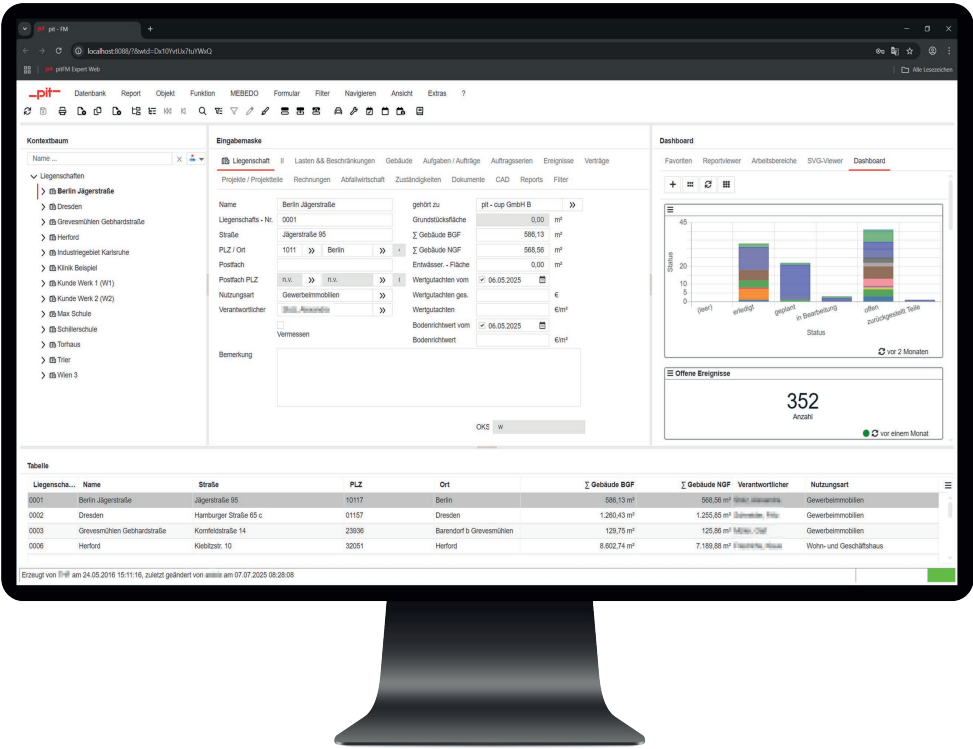 pit pit - FM
localhost:8088/?&wtd=Dx10YvtUx7tuYWxQ
pit pitFM Expert Web Alle Lesezeichen
pit Datenbank Report Objekt Funktion MEBEDO Formular Filter Navigieren Ansicht Extras ?
Kontextbaum
Name ...
Liegenschaften
Berlin Jägerstraße
Dresden
Grevesmühlen Gebhardstraße
Herford
Industriegebiet Karlsruhe
Klinik Beispiel
Kunde Werk 1 (W1)
Kunde Werk 2 (W2)
Max Schule
Schillerschule
Torhaus
Trier
Wien 3
Eingabemaske
Liegenschaft II Lasten && Beschränkungen Gebäude Aufgaben / Aufträge Auftragsserien Ereignisse Verträge
Projekte / Projektteile Rechnungen Abfallwirtschaft Zuständigkeiten Dokumente CAD Reports Filter
Name Berlin Jägerstraße gehört zu pit - cup GmbH B
Liegenschafts - Nr. 0001 Grundstücksfläche 0,00 m²
Straße Jägerstraße 95 ∑ Gebäude BGF 586,13 m²
PLZ / Ort 1011 Berlin ∑ Gebäude NGF 568,56 m²
Postfach Entwässer. - Fläche 0,00 m²
Postfach PLZ n.v. n.v. Wertgutachten vom 06.05.2025
Nutzungsart Gewerbeimmobilien Wertgutachten ges. €
Verantwortlicher Wertgutachten €/m²
Vermessen Bodenrichtwert vom 06.05.2025
Bodenrichtwert €/m²
Bemerkung
OKS w
Dashboard
Favoriten Reportviewer Arbeitsbereiche SVG-Viewer Dashboard
45
20
10
5
0
Status
(leer) erledigt geplant in Bearbeitung offen zurückgestellt Teile
Status
vor 2 Monaten
Offene Ereignisse
352
Anzahl
vor einem Monat
Tabelle
Liegenscha... Name Straße PLZ Ort ∑ Gebäude BGF ∑ Gebäude NGF Verantwortlicher Nutzungsart
0001 Berlin Jägerstraße Jägerstraße 95 10117 Berlin 586,13 m² 568,56 m² Gewerbeimmobilien
0002 Dresden Hamburger Straße 65 c 01157 Dresden 1.260,43 m² 1.255,85 m² Gewerbeimmobilien
0003 Grevesmühlen Gebhardstraße Kornfeldstraße 14 23936 Barendorf b Grevesmühlen 129,75 m² 125,86 m² Gewerbeimmobilien
0006 Herford Kiebitzstr. 10 32051 Herford 8.602,74 m² 7.189,88 m² Wohn- und Geschäftshaus
Erzeugt von am 24.05.2016 15:11:16, zuletzt geändert von am 07.07.2025 08:28:08